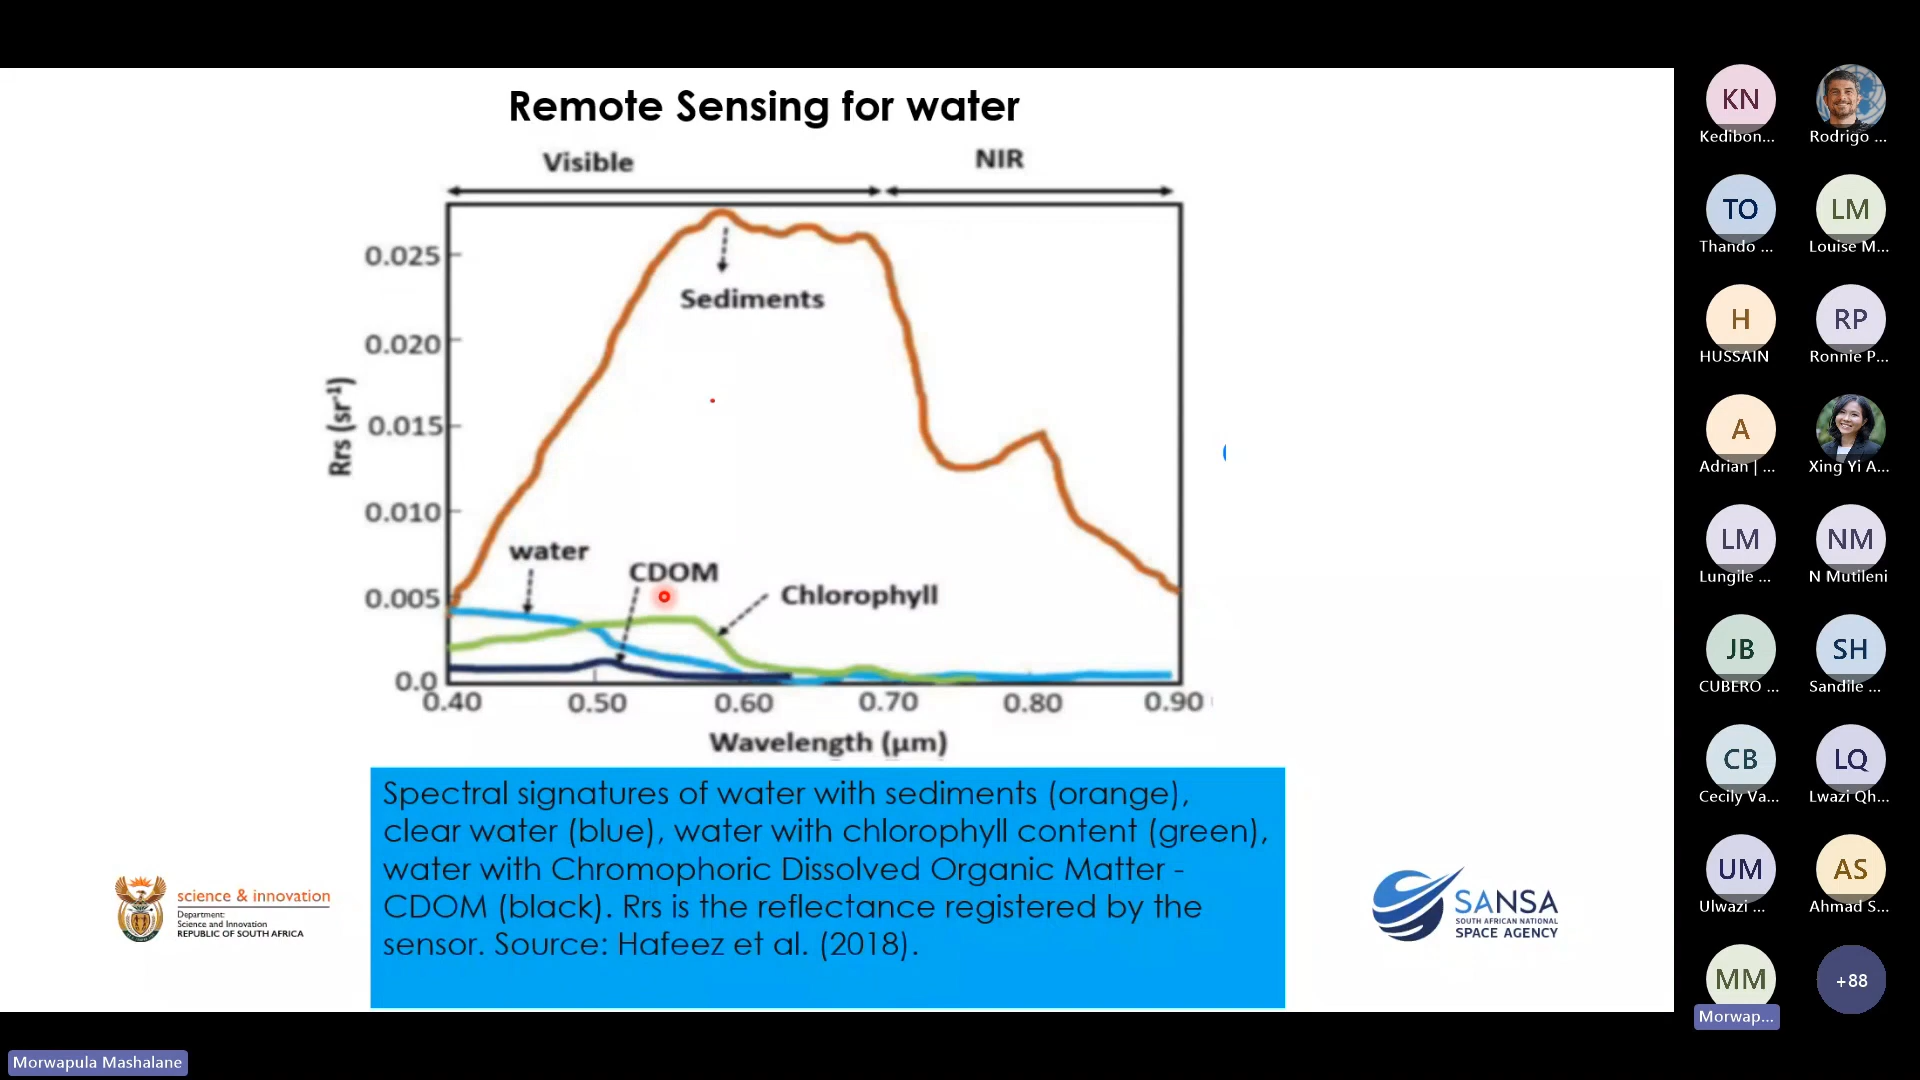 Remote Sensing for water
Visible
NIR
0.025
0.020
0.015
0.010
0.005
0.0
Rrs (sr-1)
Sediments
water
CDOM
Chlorophyll
0.40 0.50 0.60 0.70 0.80 0.90
Wavelength (µm)
Spectral signatures of water with sediments (orange),
clear water (blue), water with chlorophyll content (green),
water with Chromophoric Dissolved Organic Matter -
CDOM (black). Rrs is the reflectance registered by the
sensor. Source: Hafeez et al. (2018).
science & innovation
Department:
Science and Innovation
REPUBLIC OF SOUTH AFRICA
SANSA
SOUTH AFRICAN NATIONAL
SPACE AGENCY
KN
Kedibon...
Rodrigo ...
TO
Thando ...
LM
Louise M...
H
HUSSAIN
RP
Ronnie P...
A
Adrian | ...
Xing Yi A...
LM
Lungile ...
NM
N Mutileni
JB
CUBERO ...
SH
Sandile ...
CB
Cecily Va...
LQ
Lwazi Qh...
UM
Ulwazi ...
AS
Ahmad S...
MM
Morwap...
+88
Morwapula Mashalane